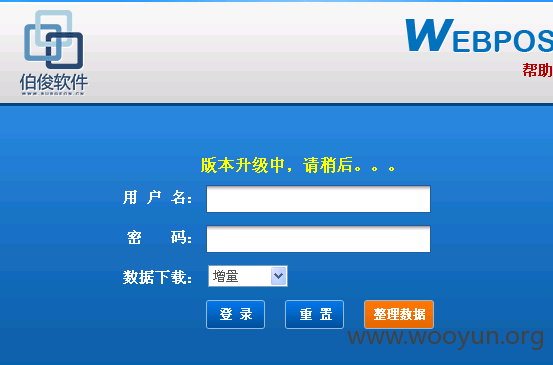 WEBPOS
伯俊软件
WWW.BURGEON.CN
帮助
版本升级中，请稍后。。。
用 户 名：
密 码：
数据下载： 增量
登 录 重 置 整理数据
www.wooyun.org